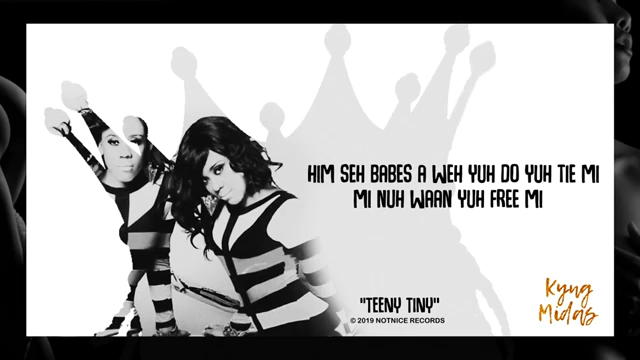 HIM SEH BABES A WEH YUH DO YUH TIE MI
MI NUH WAAN YUH FREE MI
"TEENY TINY"
© 2019 NOTNICE RECORDS
Kyng
Midas